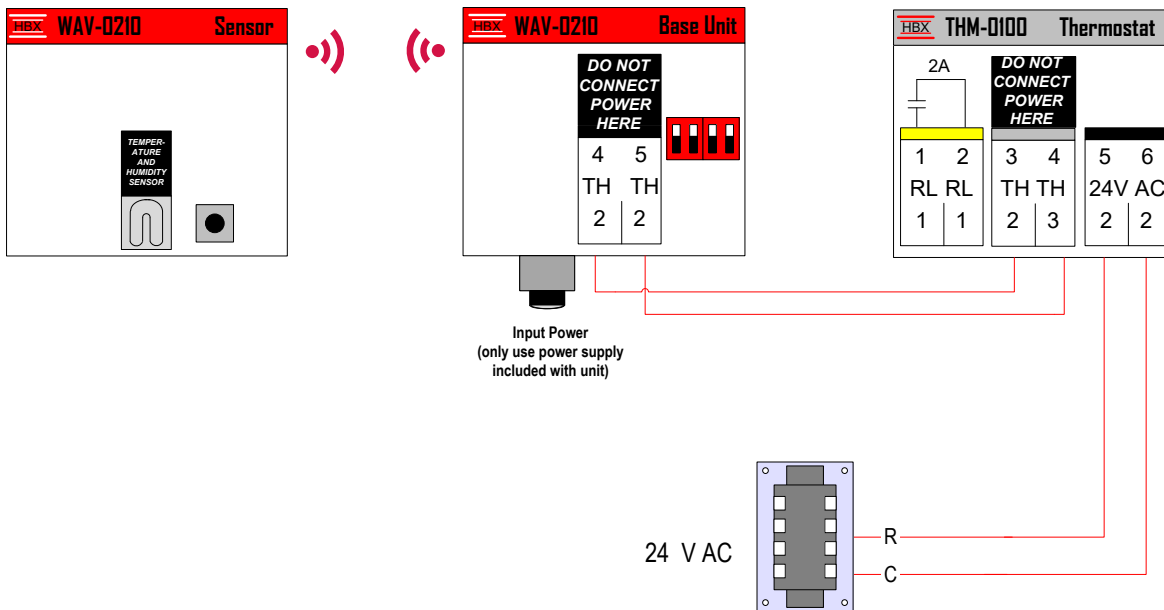 HBX WAV-0210 Sensor
TEMPER-
ATURE
AND
HUMIDITY
SENSOR
HBX WAV-0210 Base Unit
DO NOT
CONNECT
POWER
HERE
4 5
TH TH
2 2
Input Power
(only use power supply
included with unit)
HBX THM-0100 Thermostat
2A
DO NOT
CONNECT
POWER
HERE
1 2
RL RL
1 1
3 4
TH TH
2 3
5 6
24V AC
2 2
24 V AC
R
C